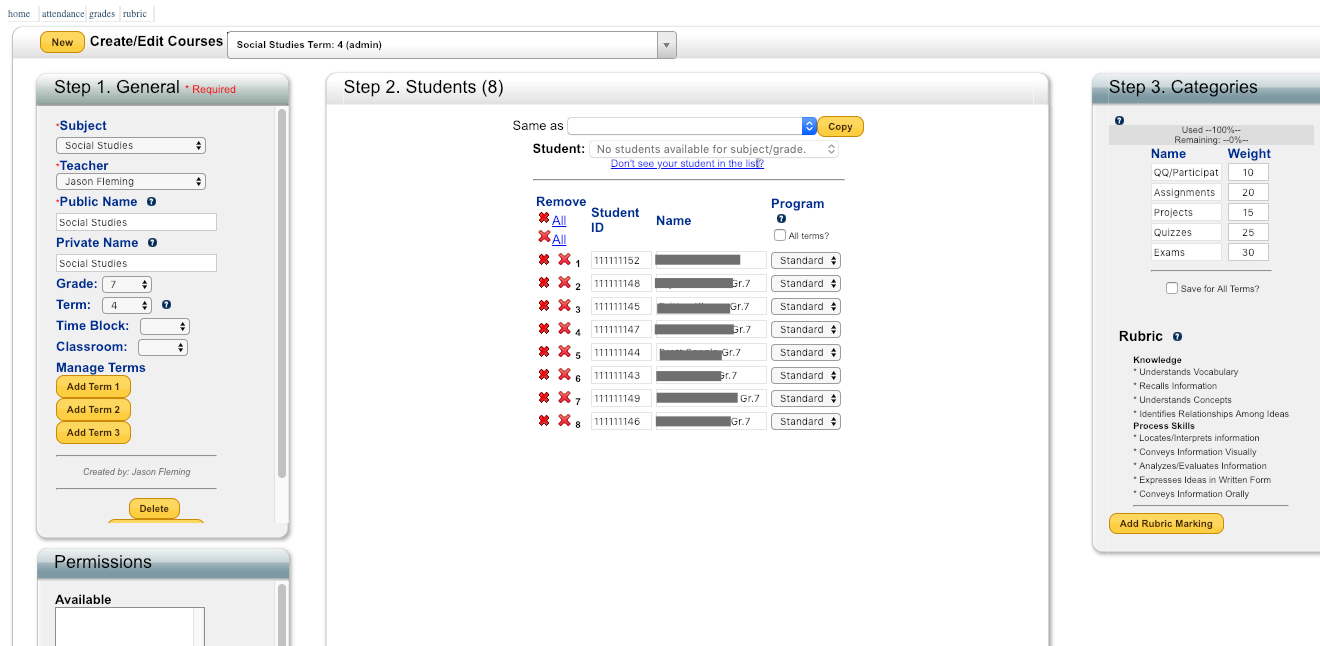 home attendance grades rubric
New Create/Edit Courses Social Studies Term: 4 (admin)
Step 1. General * Required
*Subject
Social Studies
*Teacher
Jason Fleming
*Public Name ?
Social Studies
Private Name ?
Social Studies
Grade: 7
Term: 4 ?
Time Block:
Classroom:
Manage Terms
Add Term 1
Add Term 2
Add Term 3
Created by: Jason Fleming
Delete
Permissions
Available
Step 2. Students (8)
Same as Copy
Student: No students available for subject/grade.
Don't see your student in the list?
Remove Student ID Name Program ?
All
All
All terms?
1 111111152 Standard
2 111111148 Gr.7 Standard
3 111111145 Gr.7 Standard
4 111111147 Gr.7 Standard
5 111111144 Gr.7 Standard
6 111111143 Gr.7 Standard
7 111111149 Gr.7 Standard
8 111111146 Gr.7 Standard
Step 3. Categories
?
Used --100%--
Remaining: --0%--
Name Weight
QQ/Participat 10
Assignments 20
Projects 15
Quizzes 25
Exams 30
Save for All Terms?
Rubric ?
Knowledge
* Understands Vocabulary
* Recalls Information
* Understands Concepts
* Identifies Relationships Among Ideas
Process Skills
* Locates/Interprets information
* Conveys Information Visually
* Analyzes/Evaluates Information
* Expresses Ideas in Written Form
* Conveys Information Orally
Add Rubric Marking